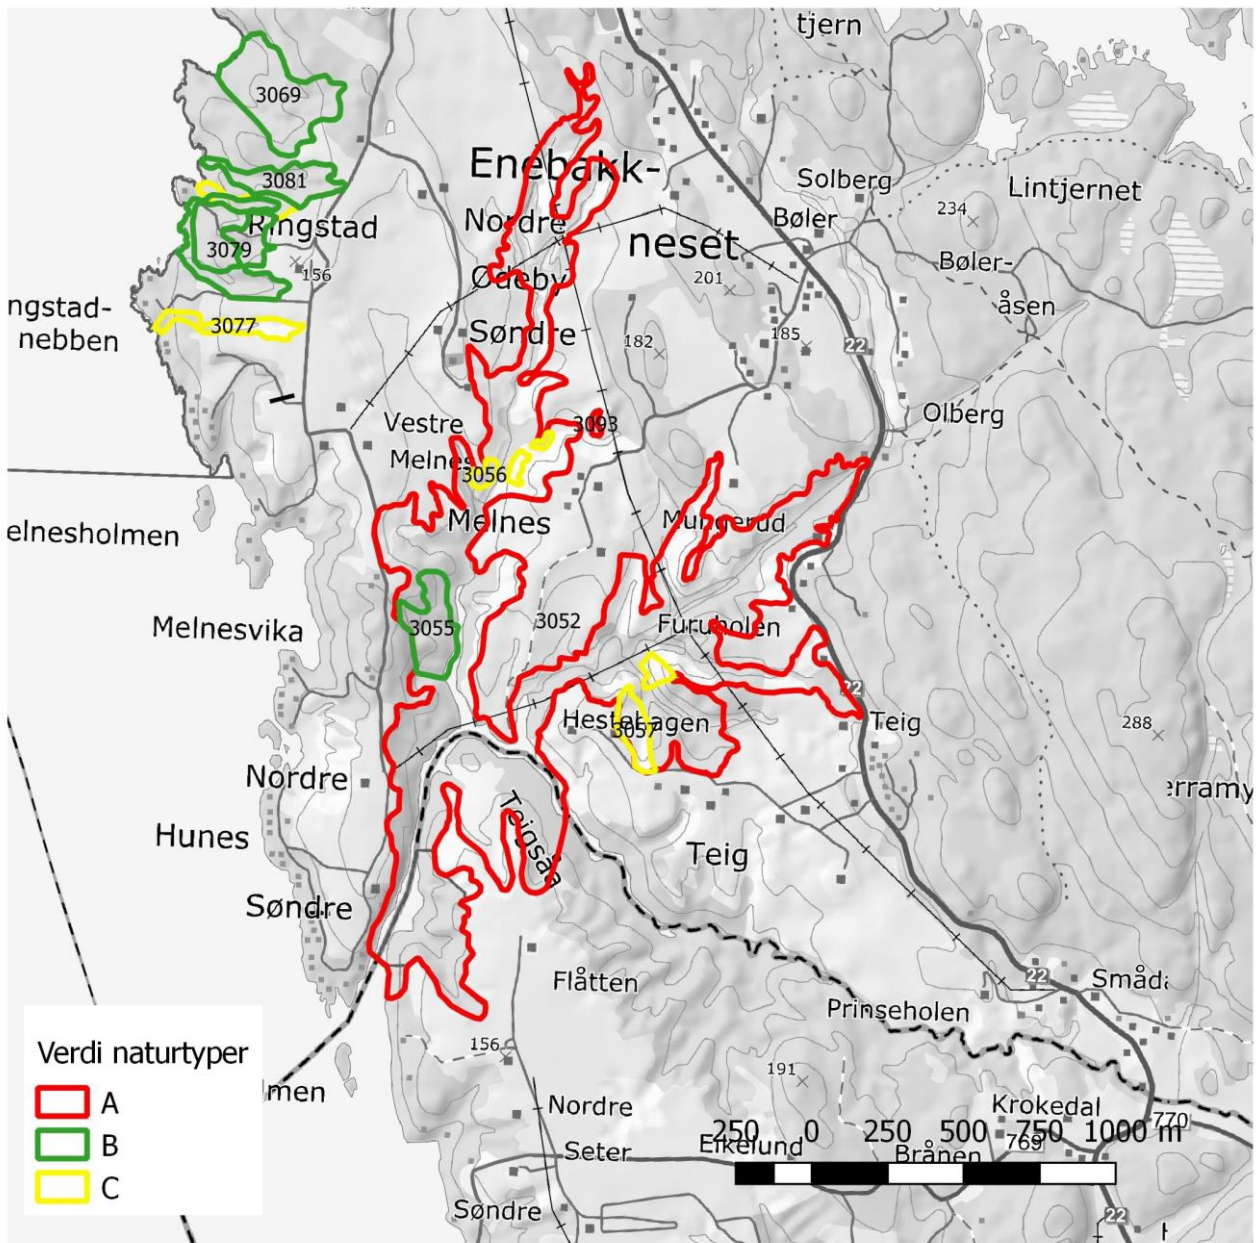 tjern
3069
Enebakk-
Solberg
Lintjernet
3081
234
Ringstad
Nordre
Bøler
neset
3079
156
Bøler-
Ødeby
201
åsen
ngstad-
3077
nebben
Søndre
182
185
22
Vestre
3093
Olberg
Melnes
3056
Melnes
Mungerud
elnesholmen
Melnesvika
3055
3052
Furuholen
22
Hestehagen
3057
Teig
288
Nordre
erramy
Hunes
Teigsåa
Teig
Søndre
22
Flåtten
Småda
Prinseholen
Verdi naturtyper
156
191
A
men
Nordre
Krokedal
770
B
250 0 250 500 750 1000 m
Eikelund
769
Seter
Brånen
C
Søndre
22